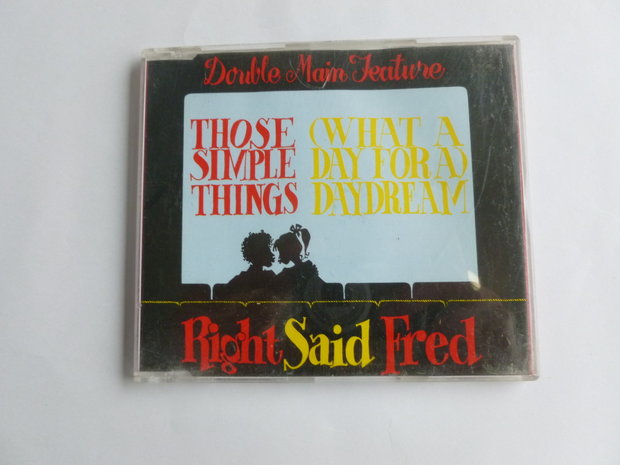 Double Main Feature
THOSE SIMPLE THINGS
(WHAT A DAY FOR A) DAYDREAM
Right Said Fred